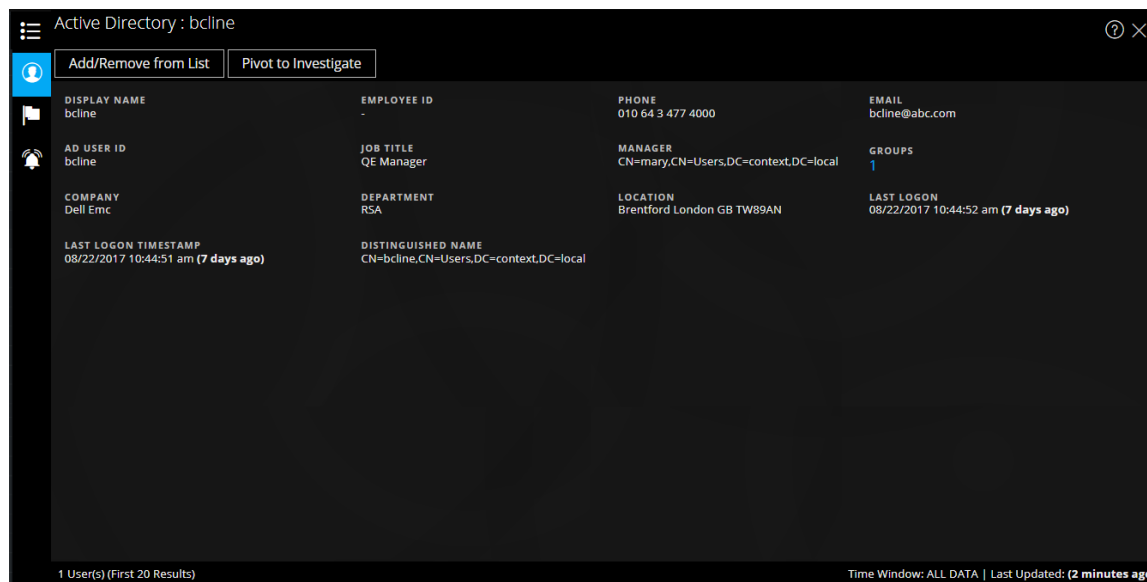 Active Directory : bcline
Add/Remove from List Pivot to Investigate
DISPLAY NAME EMPLOYEE ID PHONE EMAIL
bcline - 010 64 3 477 4000 bcline@abc.com
AD USER ID JOB TITLE MANAGER GROUPS
bcline QE Manager CN=mary,CN=Users,DC=context,DC=local 1
COMPANY DEPARTMENT LOCATION LAST LOGON
Dell Emc RSA Brentford London GB TW89AN 08/22/2017 10:44:52 am (7 days ago)
LAST LOGON TIMESTAMP DISTINGUISHED NAME
08/22/2017 10:44:51 am (7 days ago) CN=bcline,CN=Users,DC=context,DC=local
1 User(s) (First 20 Results) Time Window: ALL DATA | Last Updated: (2 minutes ago